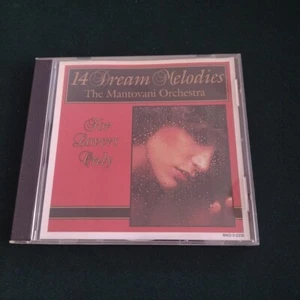 14 Dream Melodies
The Mantovani Orchestra
For
Lovers
Only